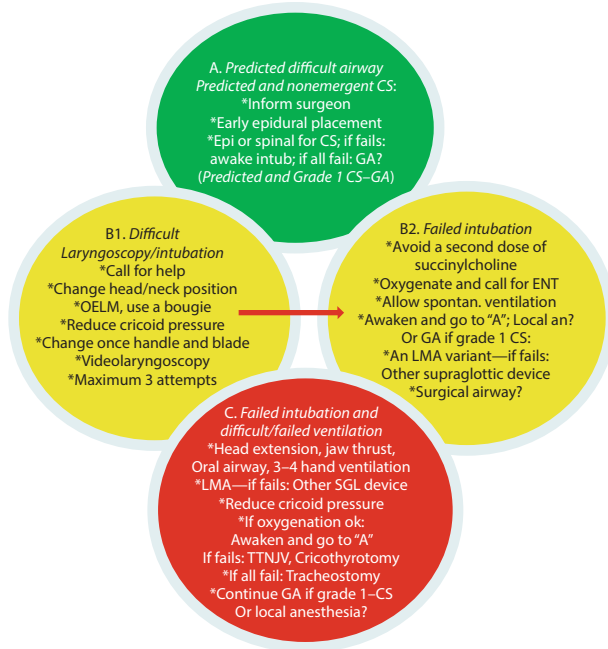 A. Predicted difficult airway
Predicted and nonemergent CS:
*Inform surgeon
*Early epidural placement
*Epi or spinal for CS; if fails:
awake intub; if all fail: GA?
(Predicted and Grade 1 CS–GA)
B1. Difficult
Laryngoscopy/intubation
*Call for help
*Change head/neck position
*OELM, use a bougie
*Reduce cricoid pressure
*Change once handle and blade
*Videolaryngoscopy
*Maximum 3 attempts
B2. Failed intubation
*Avoid a second dose of
succinylcholine
*Oxygenate and call for ENT
*Allow spontan. ventilation
*Awaken and go to “A”; Local an?
Or GA if grade 1 CS:
*An LMA variant—if fails:
Other supraglottic device
*Surgical airway?
C. Failed intubation and
difficult/failed ventilation
*Head extension, jaw thrust,
Oral airway, 3–4 hand ventilation
*LMA—if fails: Other SGL device
*Reduce cricoid pressure
*If oxygenation ok:
Awaken and go to “A”
If fails: TTNJV, Cricothyrotomy
*If all fail: Tracheostomy
*Continue GA if grade 1–CS
Or local anesthesia?